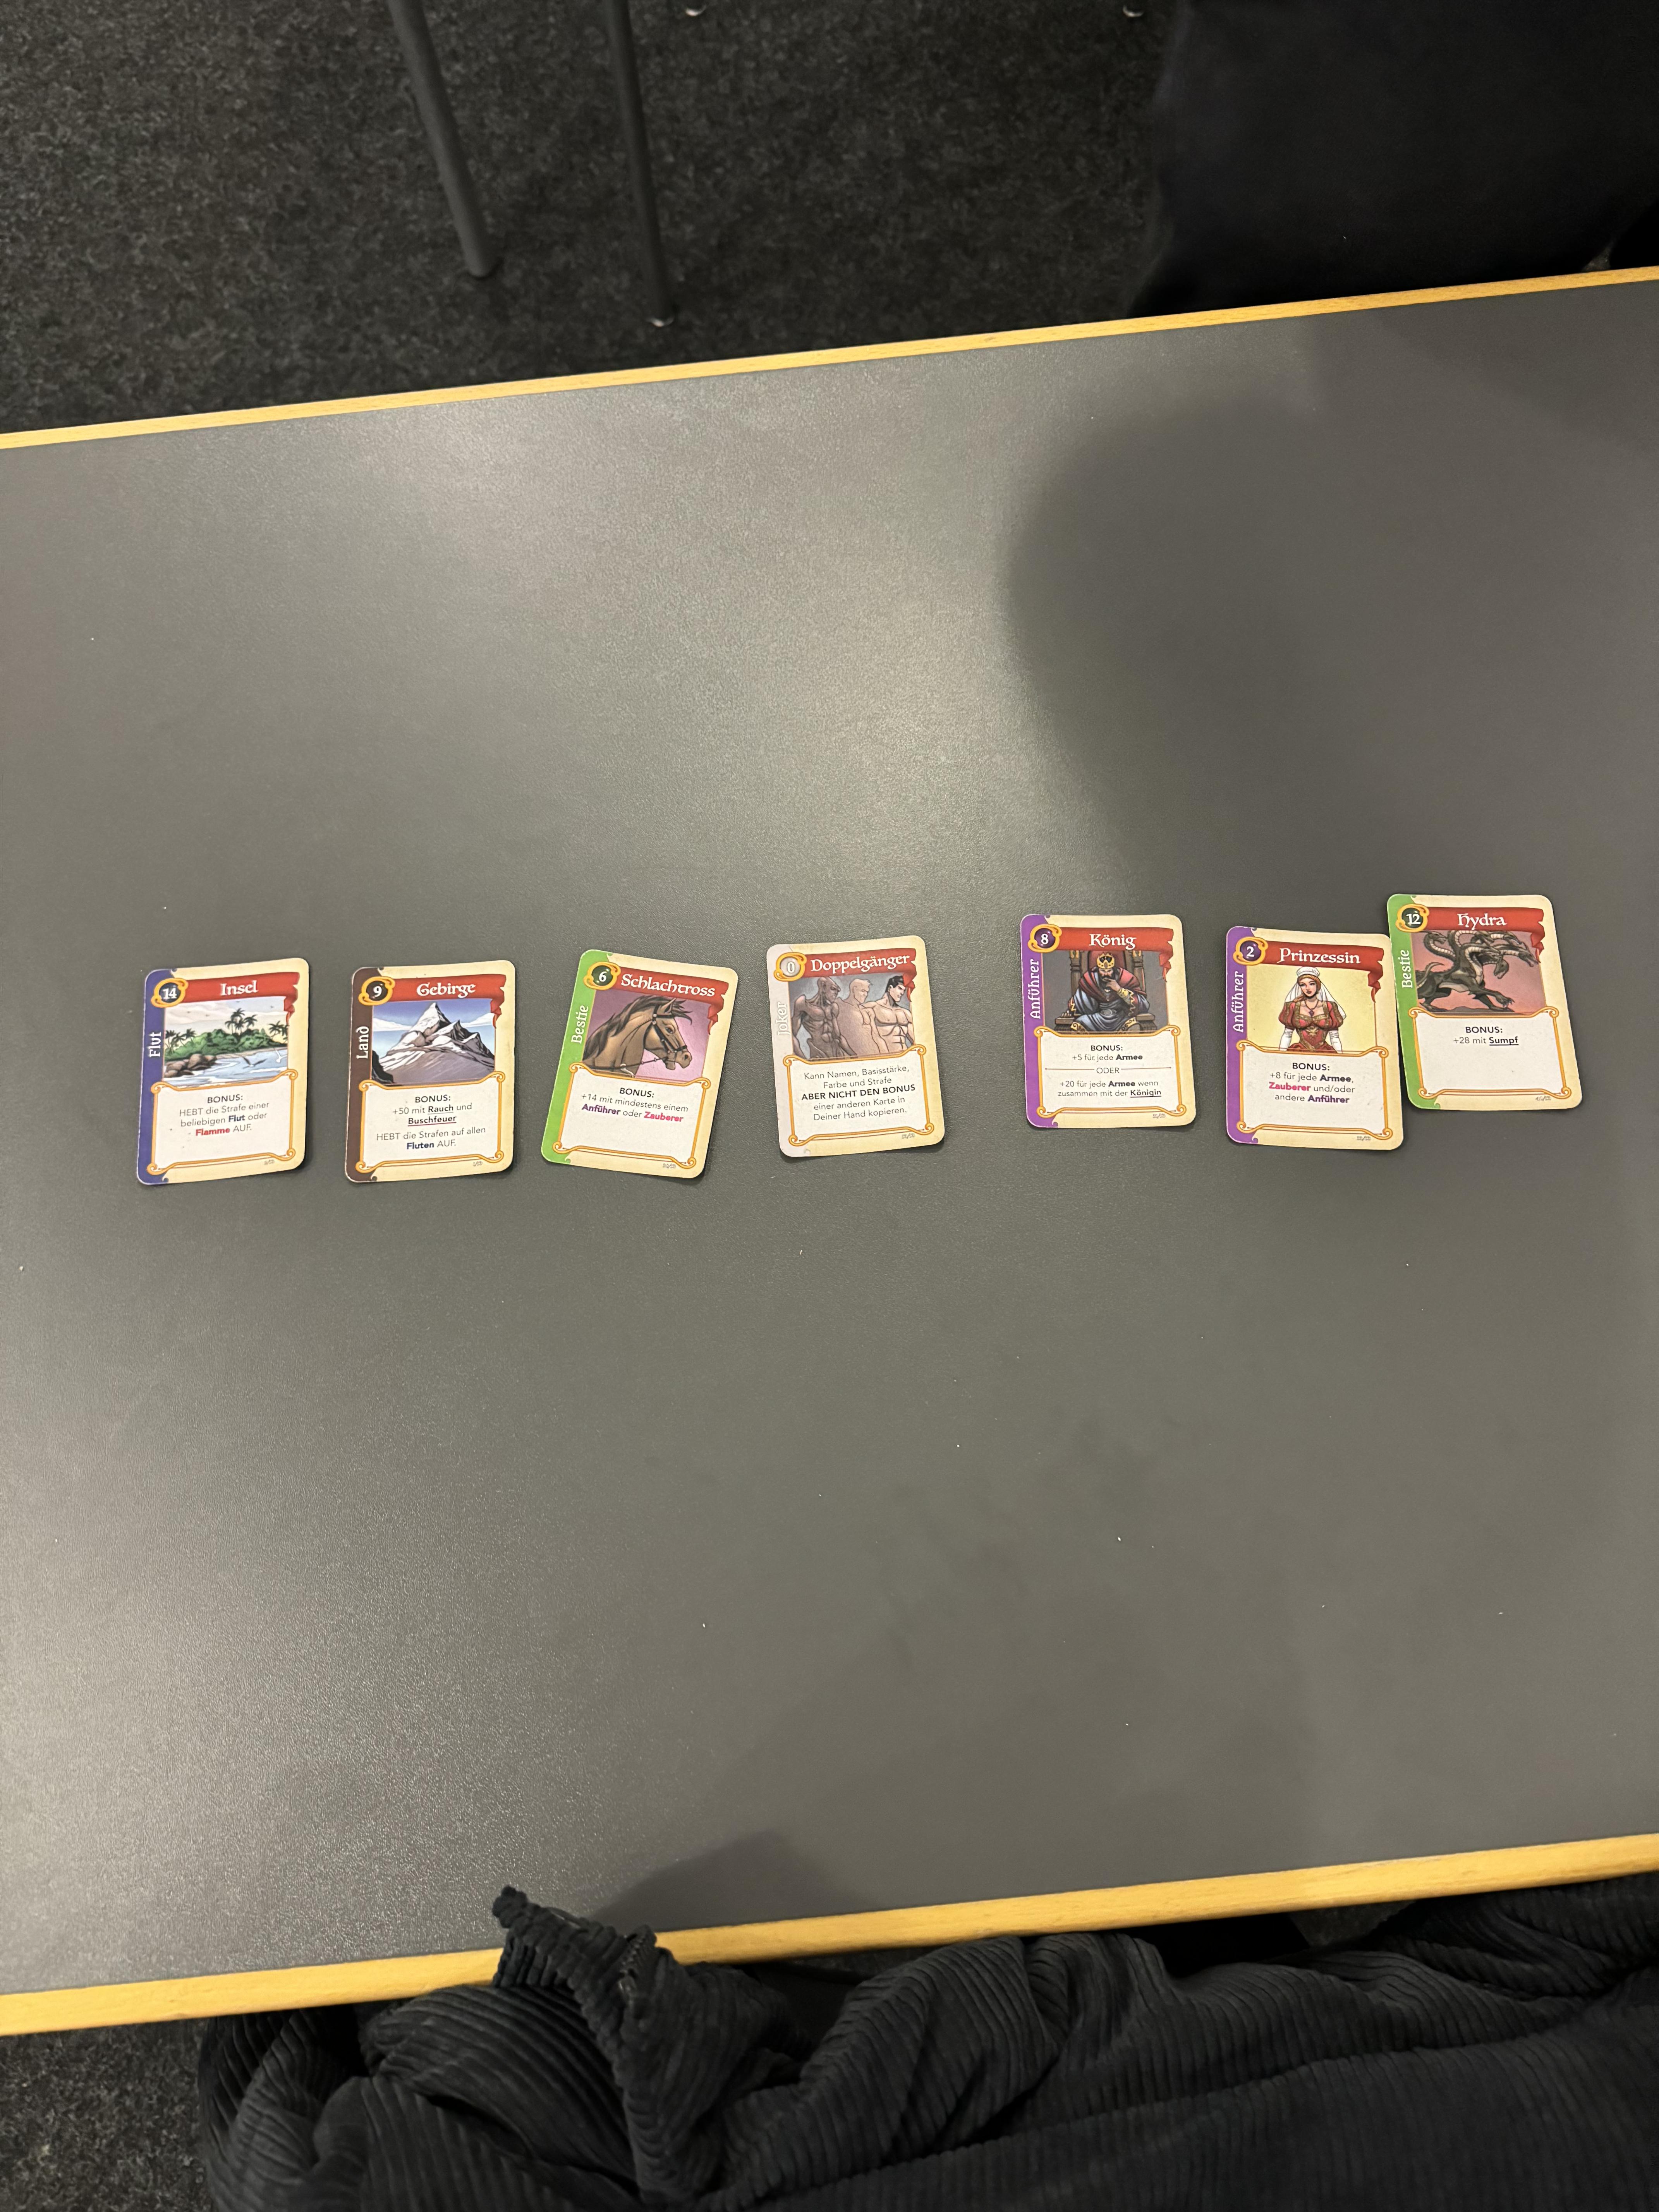 14
Insel
Flut
BONUS:
HEBT die Strafe einer
beliebigen Flut oder
Flamme AUF.
9
Gebirge
Land
BONUS:
+50 mit Rauch und
Buschfeuer
HEBT die Strafen auf allen
Fluten AUF.
6
Schlachtross
Bestie
BONUS:
+14 mit mindestens einem
Anführer oder Zauberer
0
Doppelgänger
Joker
Kann Namen, Basisstärke,
Farbe und Strafe
ABER NICHT DEN BONUS
einer anderen Karte in
Deiner Hand kopieren.
8
König
Anführer
BONUS:
+5 für jede Armee
ODER
+20 für jede Armee wenn
zusammen mit der Königin
2
Prinzessin
Anführer
BONUS:
+8 für jede Armee,
Zauberer und/oder
andere Anführer
12
Hydra
Bestie
BONUS:
+28 mit Sumpf